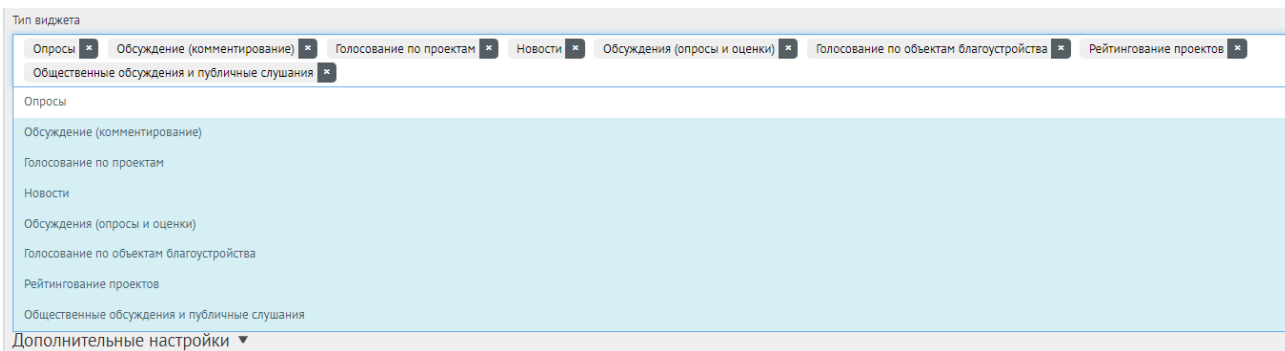 Тип виджета
Опросы × Обсуждение (комментирование) × Голосование по проектам × Новости × Обсуждения (опросы и оценки) × Голосование по объектам благоустройства × Рейтингование проектов ×
Общественные обсуждения и публичные слушания ×
Опросы
Обсуждение (комментирование)
Голосование по проектам
Новости
Обсуждения (опросы и оценки)
Голосование по объектам благоустройства
Рейтингование проектов
Общественные обсуждения и публичные слушания
Дополнительные настройки ▼